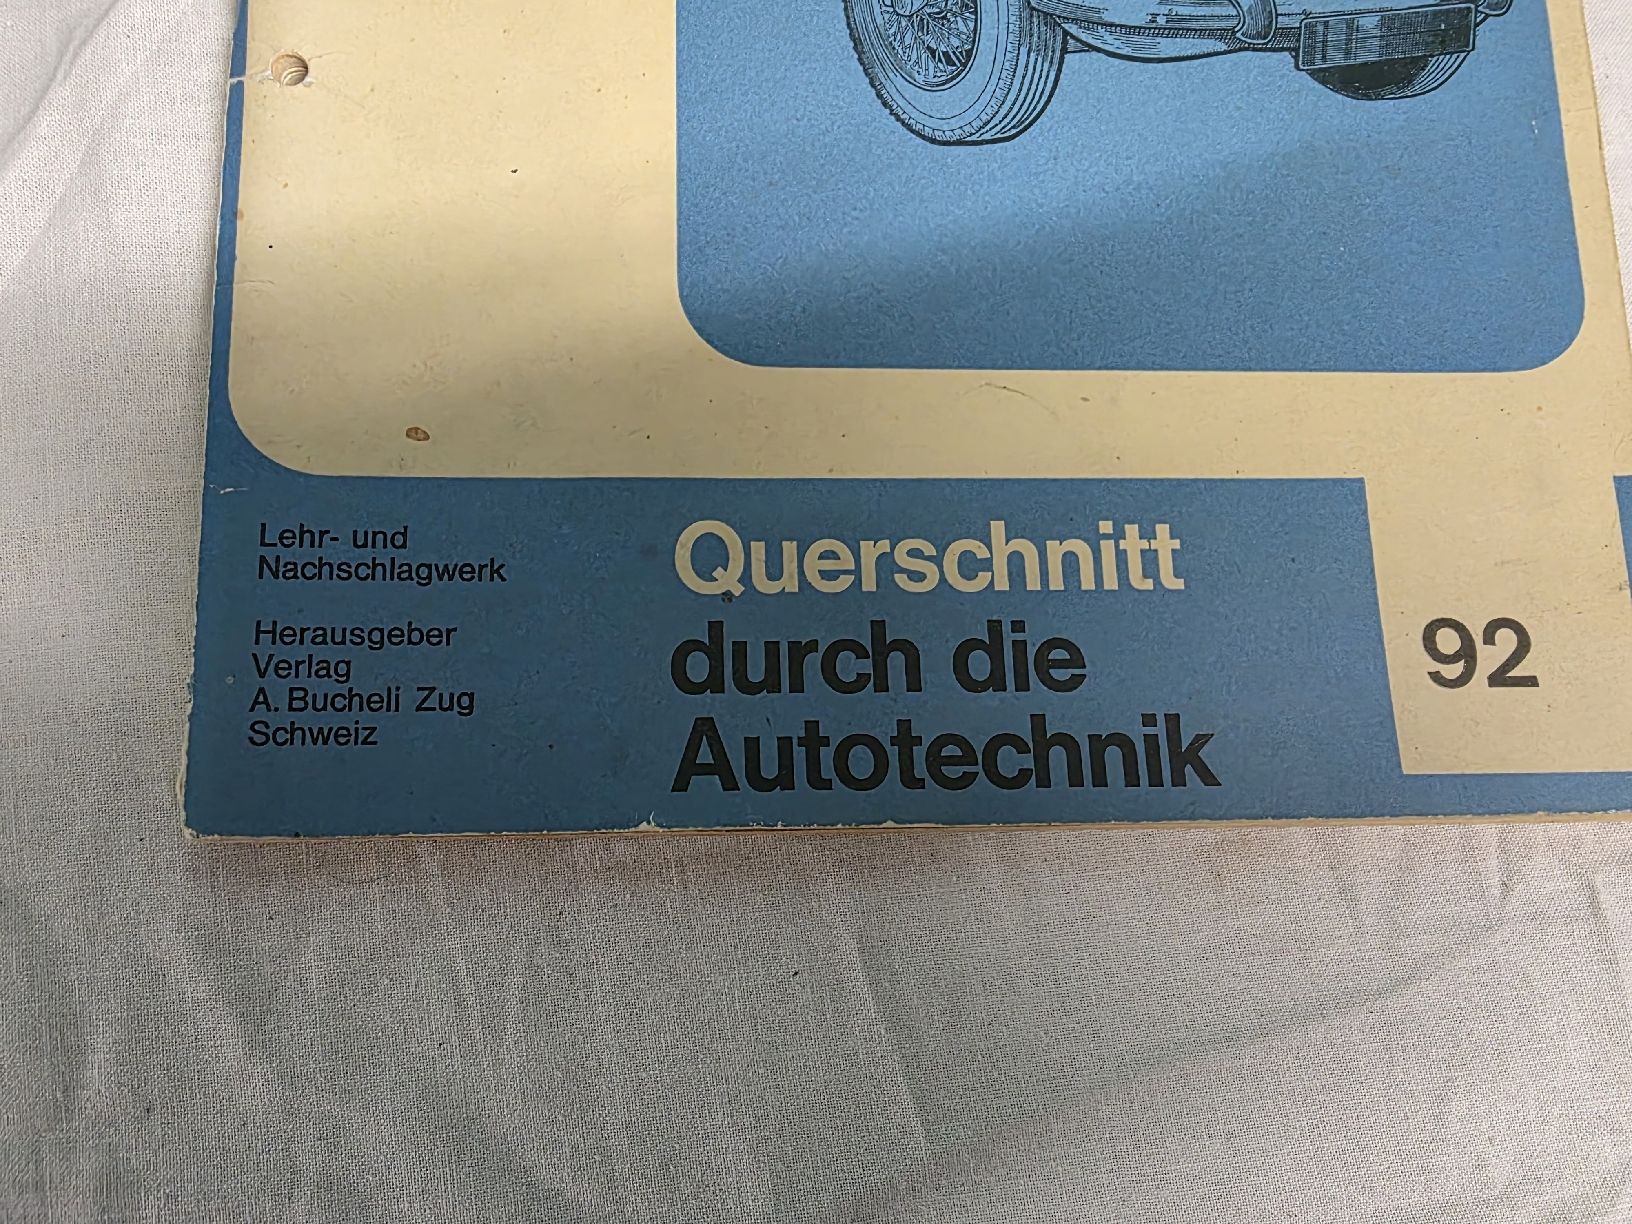 Lehr- und
Nachschlagwerk
Herausgeber
Verlag
A. Bucheli Zug
Schweiz
Querschnitt
durch die
Autotechnik
92